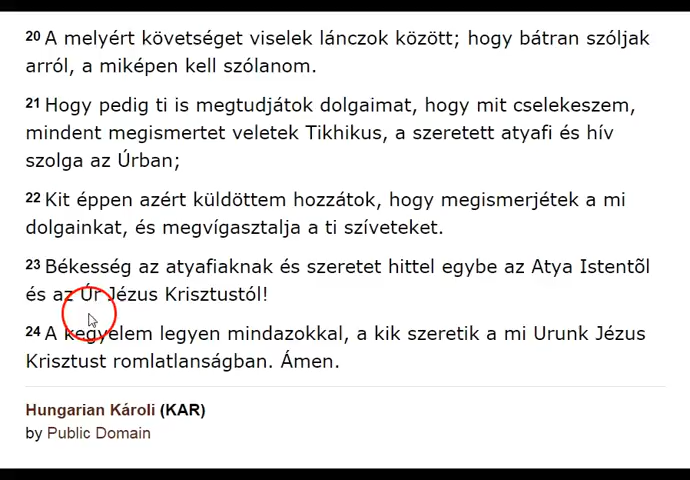 20 A melyért követséget viselek lánczok között; hogy bátran szóljak
arról, a miképen kell szólanom.
21 Hogy pedig ti is megtudjátok dolgaimat, hogy mit cselekeszem,
mindent megismertet veletek Tikhikus, a szeretett atyafi és hív
szolga az Úrban;
22 Kit éppen azért küldöttem hozzátok, hogy megismerjétek a mi
dolgainkat, és megvígasztalja a ti szíveteket.
23 Békesség az atyafiaknak és szeretet hittel egybe az Atya Istentõl
és az Úr Jézus Krisztustól!
24 A kegyelem legyen mindazokkal, a kik szeretik a mi Urunk Jézus
Krisztust romlatlanságban. Ámen.
Hungarian Károli (KAR)
by Public Domain